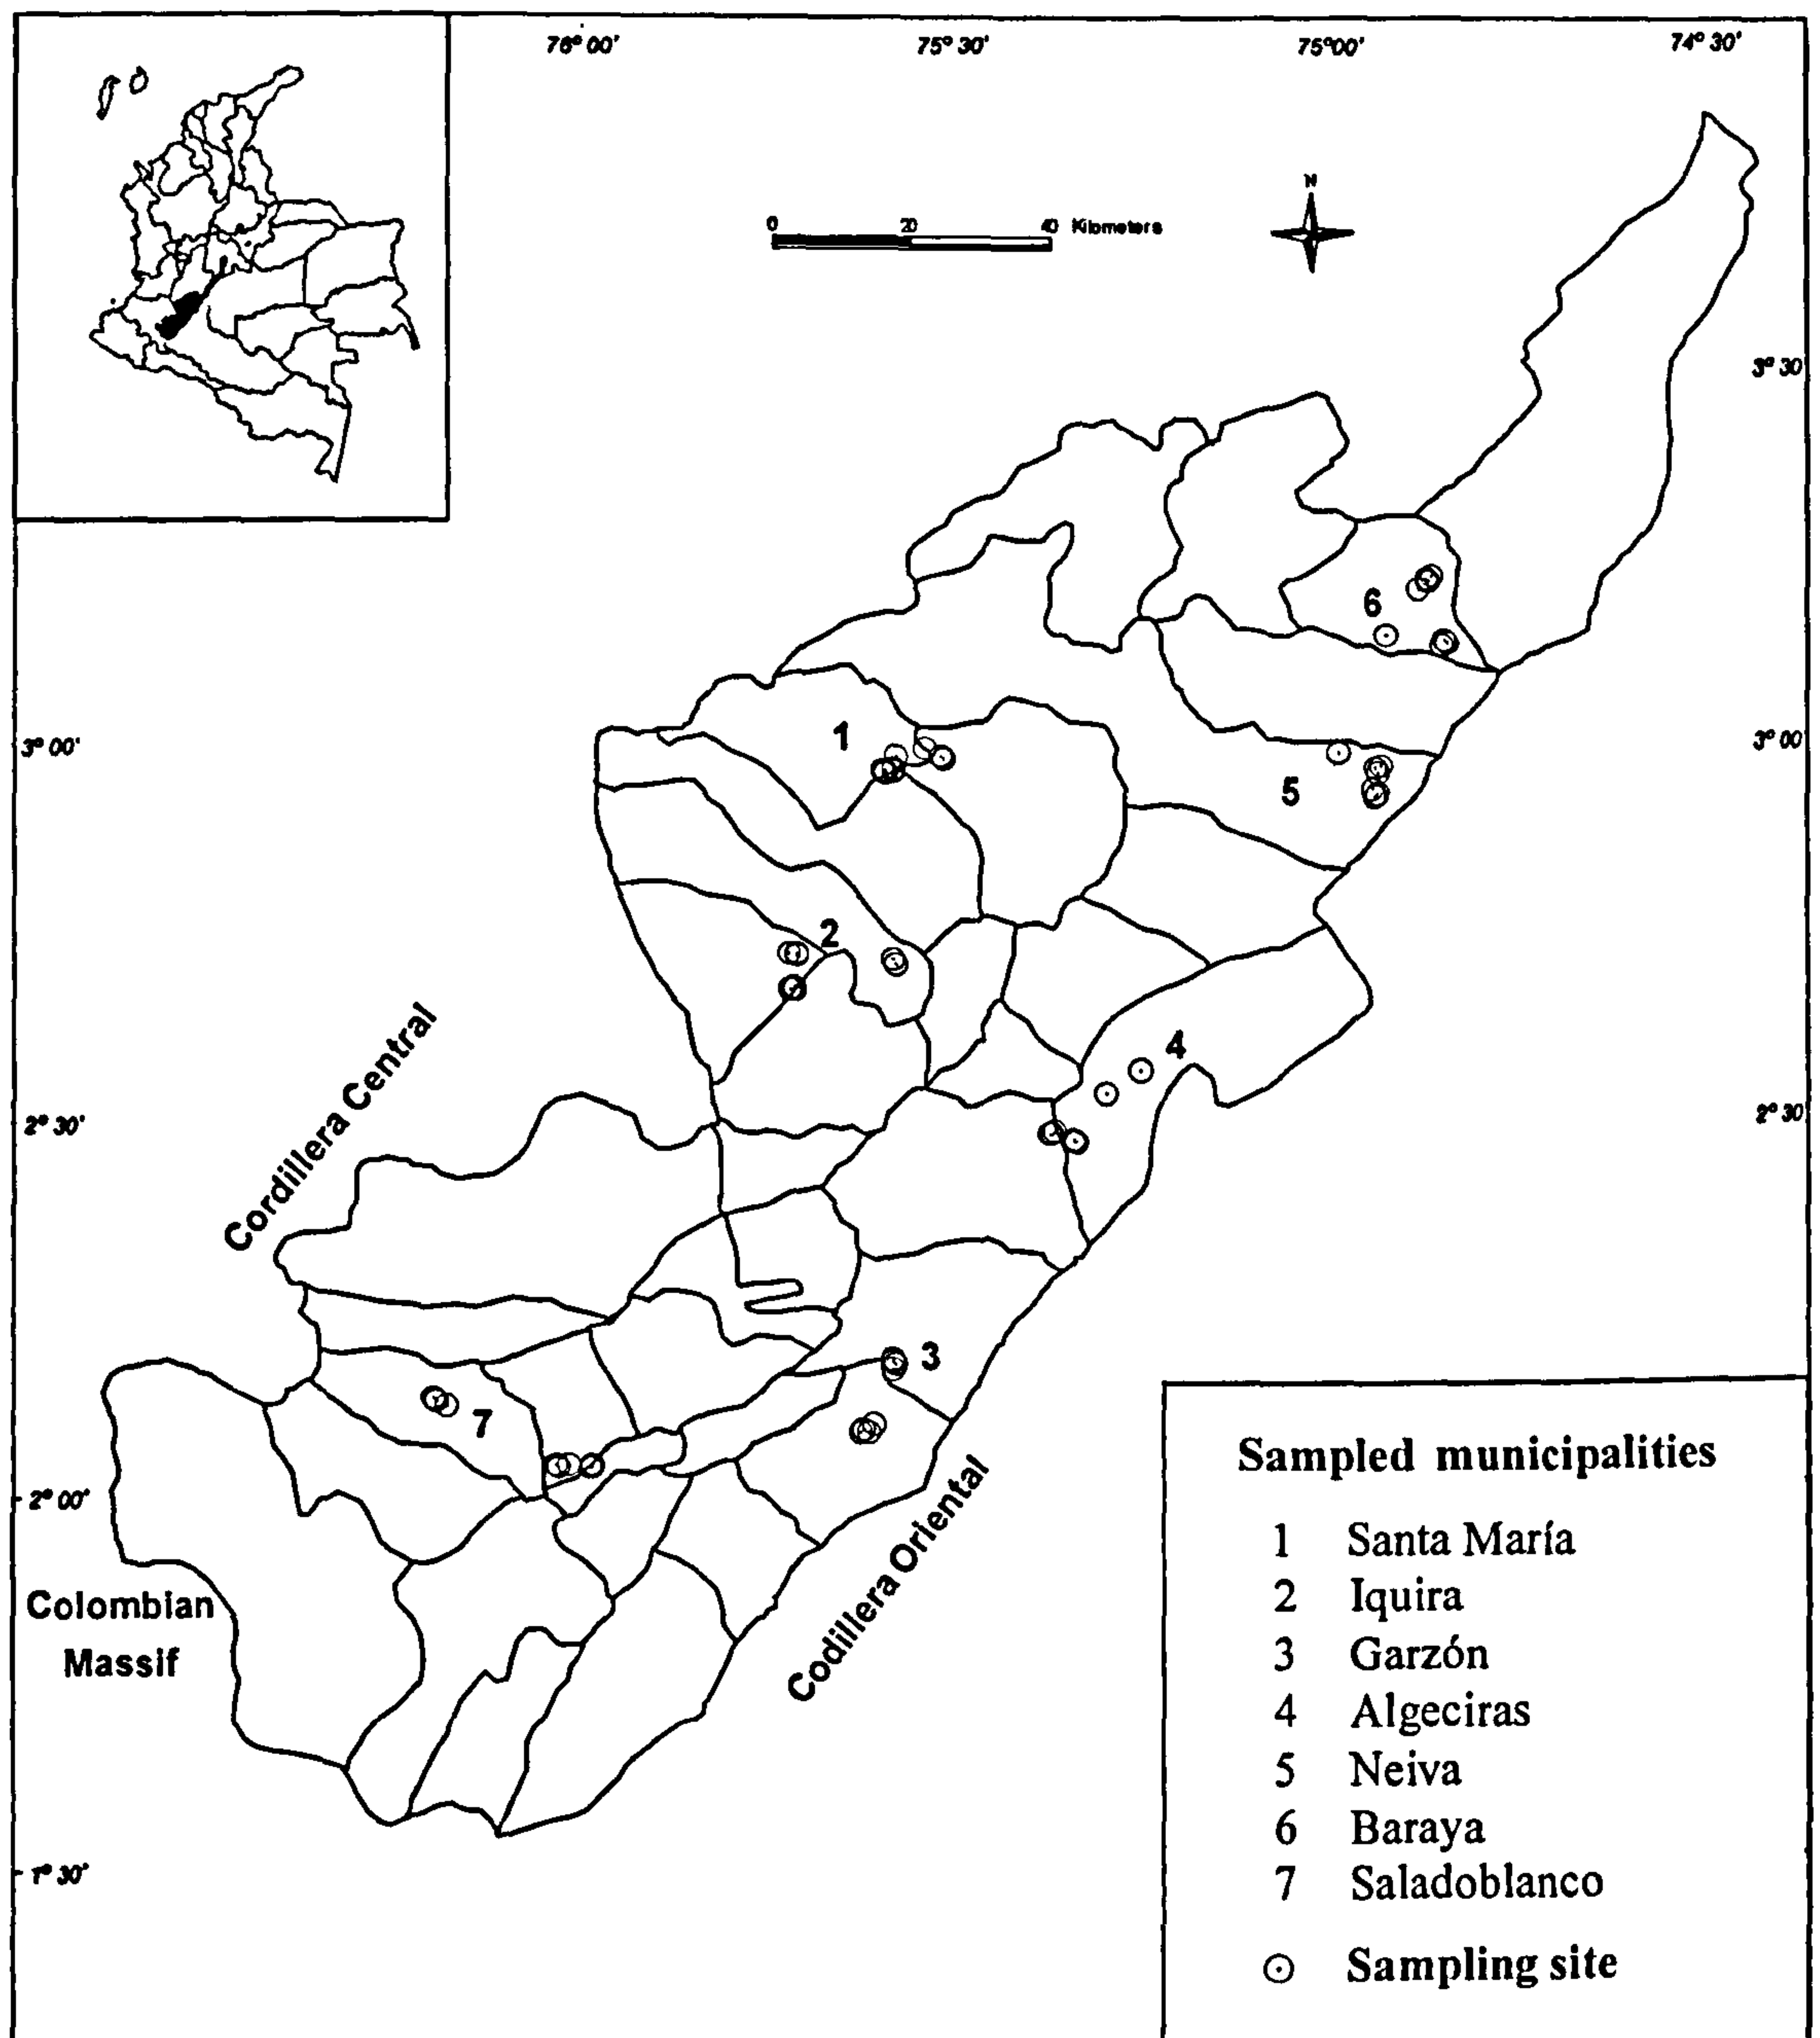 76° 00' 75° 30' 75°00' 74° 30'
N
0 20 40 Kilometers
3° 30'
6
1
3° 00' 3° 00'
5
2
4
Cordillera Central
2° 30' 2° 30'
3
7
2° 00'
Codillera Oriental
Colombian
Massif
1° 30'
Sampled municipalities
1 Santa María
2 Iquira
3 Garzón
4 Algeciras
5 Neiva
6 Baraya
7 Saladoblanco
Sampling site